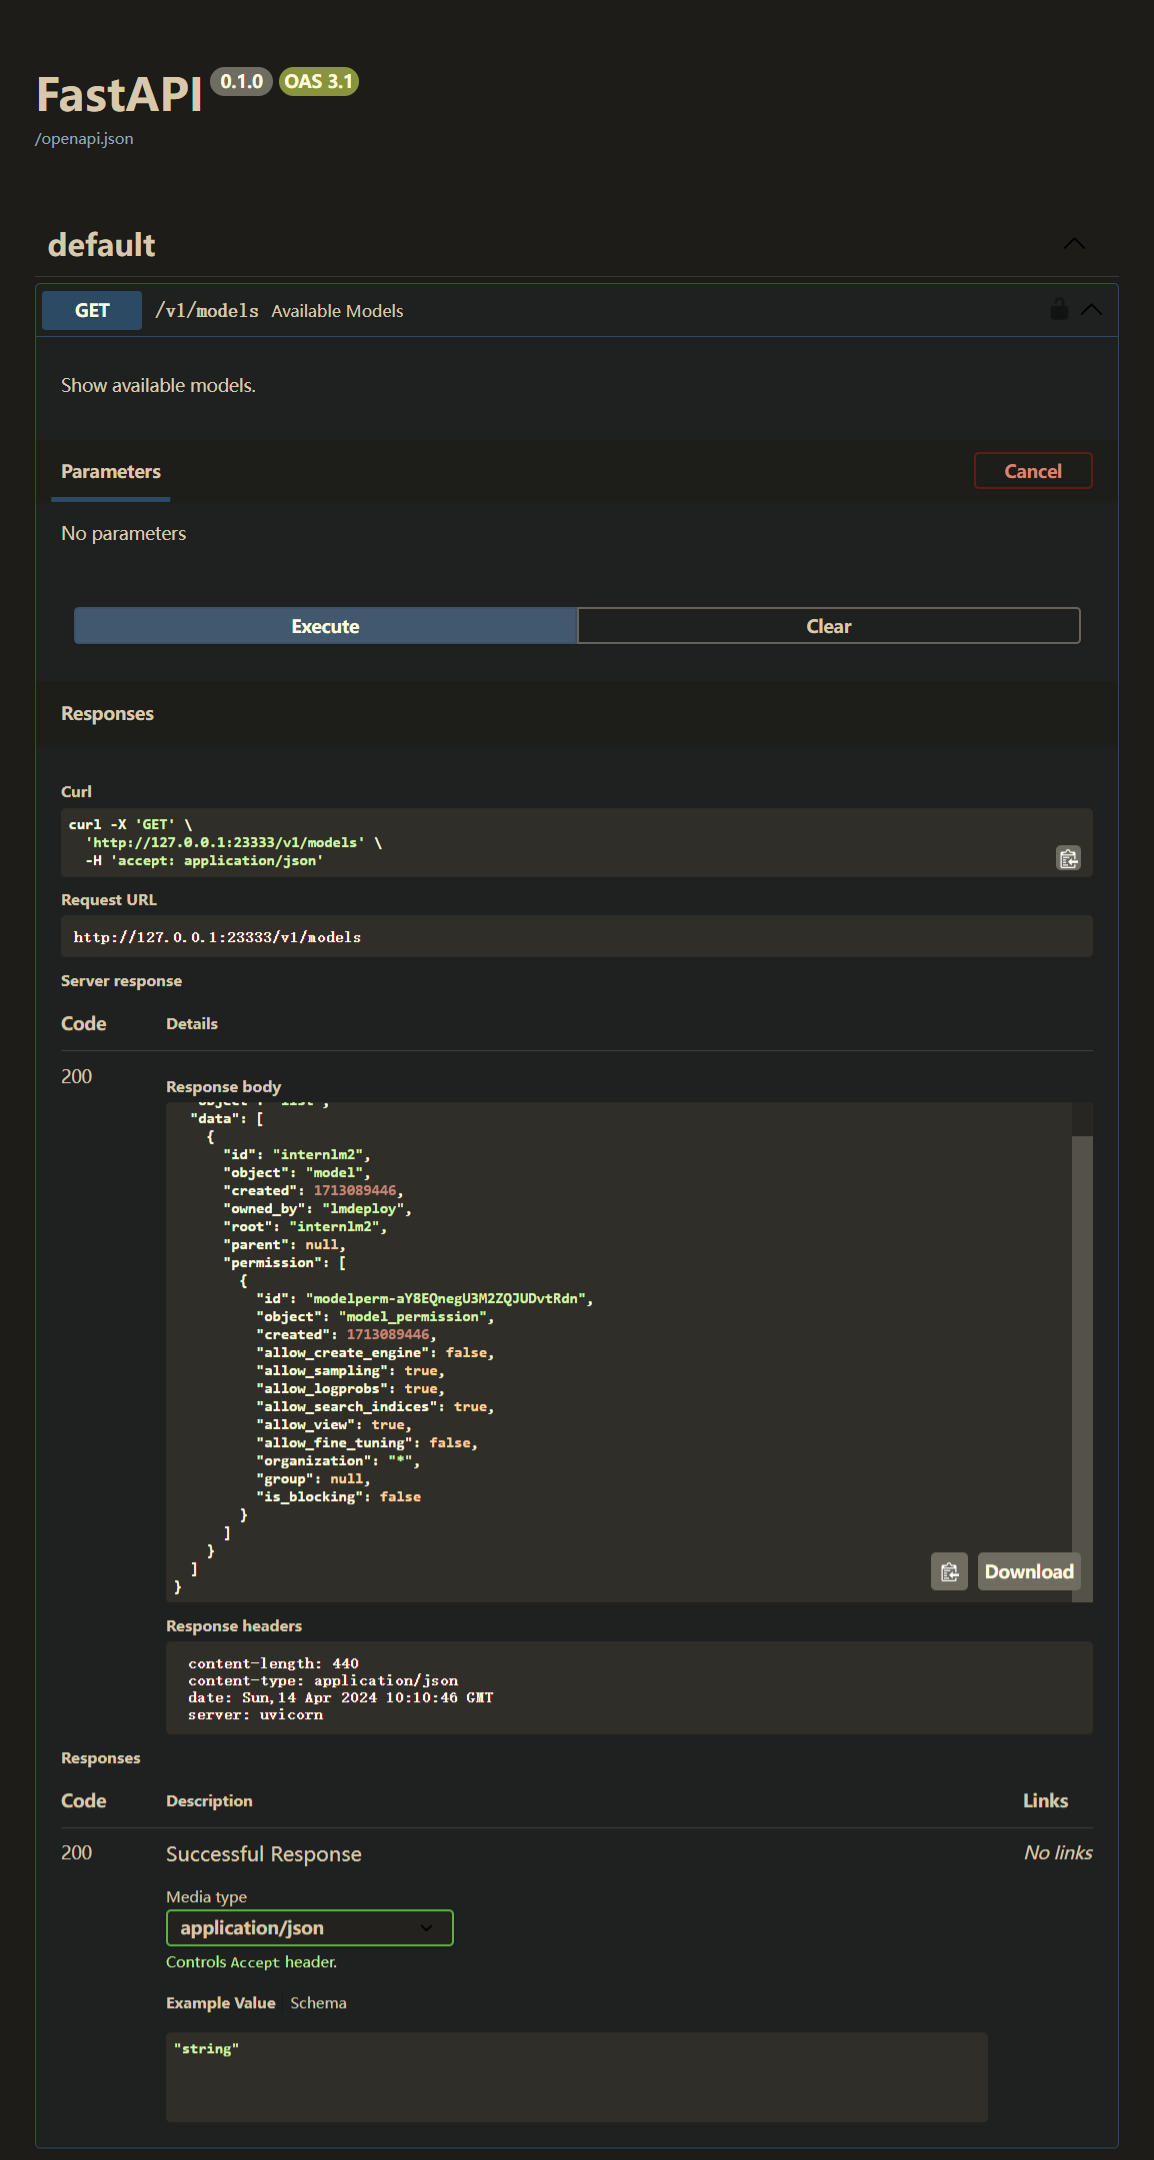 FastAPI 0.1.0 OAS 3.1
/openapi.json
default
GET /v1/models Available Models
Show available models.
Parameters Cancel
No parameters
Execute Clear
Responses
Curl
curl -X 'GET' \
  'http://127.0.0.1:23333/v1/models' \
  -H 'accept: application/json'
Request URL
http://127.0.0.1:23333/v1/models
Server response
Code Details
200
Response body
"object": "list",
  "data": [
    {
      "id": "internlm2",
      "object": "model",
      "created": 1713089446,
      "owned_by": "lmdeploy",
      "root": "internlm2",
      "parent": null,
      "permission": [
        {
          "id": "modelperm-aY8EQnegU3M2ZQJUDvtRdn",
          "object": "model_permission",
          "created": 1713089446,
          "allow_create_engine": false,
          "allow_sampling": true,
          "allow_logprobs": true,
          "allow_search_indices": true,
          "allow_view": true,
          "allow_fine_tuning": false,
          "organization": "*",
          "group": null,
          "is_blocking": false
        }
      ]
    }
  ]
}
Download
Response headers
content-length: 440
content-type: application/json
date: Sun,14 Apr 2024 10:10:46 GMT
server: uvicorn
Responses
Code Description Links
200 Successful Response No links
Media type
application/json
Controls Accept header.
Example Value Schema
"string"